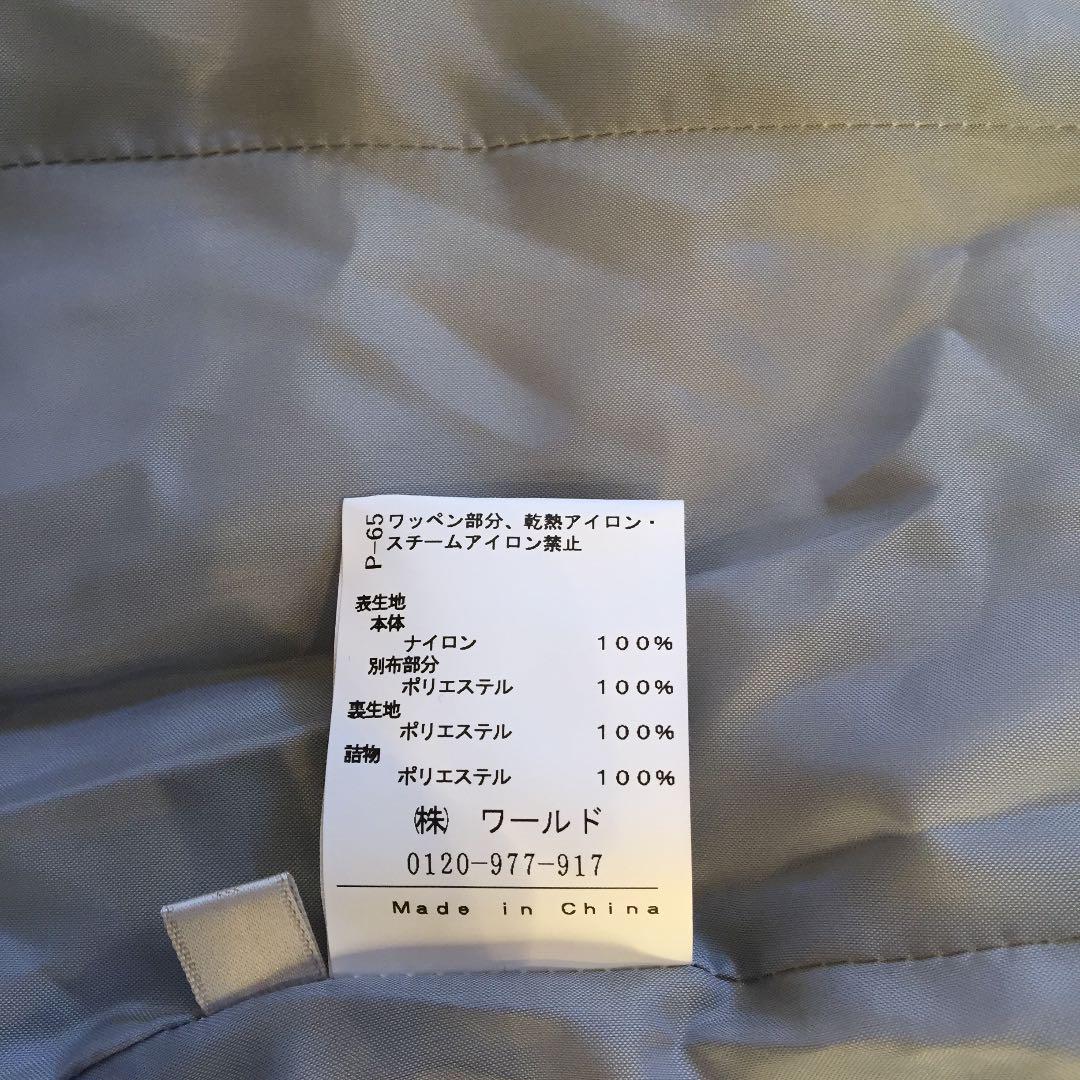 P-65
ワッペン部分、乾熱アイロン・
スチームアイロン禁止
表生地
本体
ナイロン 100%
別布部分
ポリエステル 100%
裏生地
ポリエステル 100%
詰物
ポリエステル 100%
㈱ ワールド
0120-977-917
Made in China